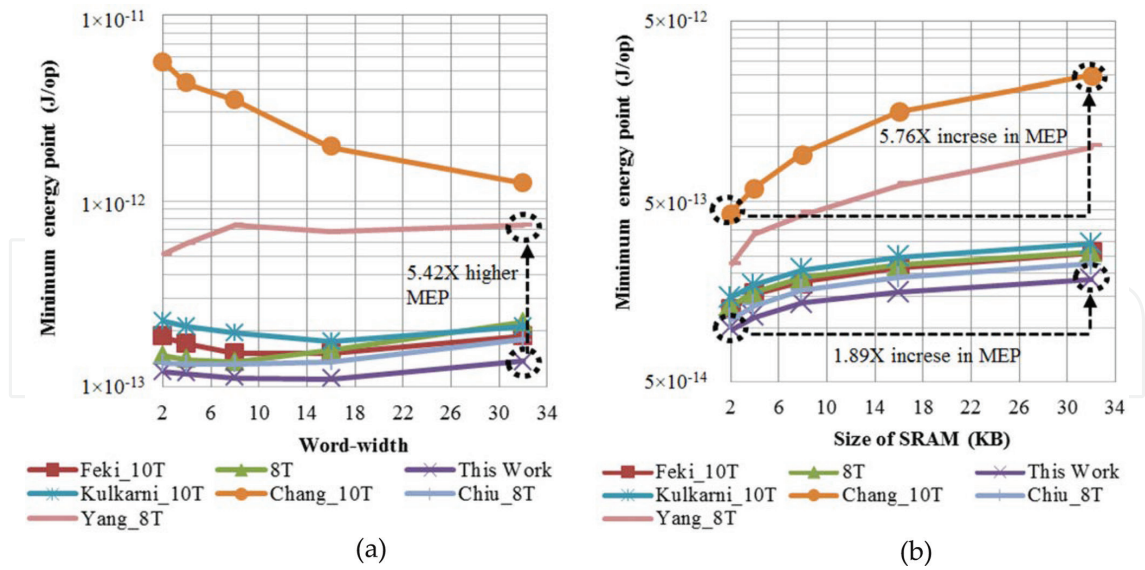 1×10⁻¹¹
1×10⁻¹²
1×10⁻¹³
Minimum energy point (J/op)
5.42X higher
MEP
2 6 10 14 18 22 26 30 34
Word-width
Feki_10T 8T This Work
Kulkarni_10T Chang_10T Chiu_8T
Yang_8T
(a)
5×10⁻¹²
5×10⁻¹³
5×10⁻¹⁴
Minimum energy point (J/op)
5.76X increse in MEP
1.89X increse in MEP
2 6 10 14 18 22 26 30 34
Size of SRAM (KB)
Feki_10T 8T This Work
Kulkarni_10T Chang_10T Chiu_8T
Yang_8T
(b)